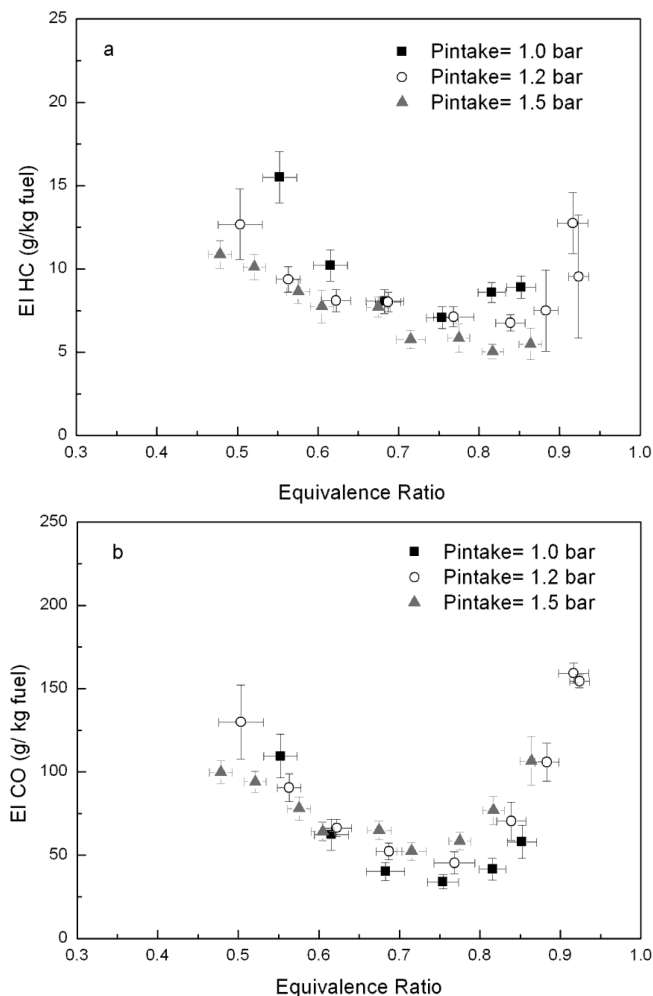 25
a
Pintake= 1.0 bar
Pintake= 1.2 bar
Pintake= 1.5 bar
20
15
10
5
0
EI HC (g/kg fuel)
0.3 0.4 0.5 0.6 0.7 0.8 0.9 1.0
Equivalence Ratio
250
b
Pintake= 1.0 bar
Pintake= 1.2 bar
Pintake= 1.5 bar
200
150
100
50
0
EI CO (g/ kg fuel)
0.3 0.4 0.5 0.6 0.7 0.8 0.9 1.0
Equivalence Ratio